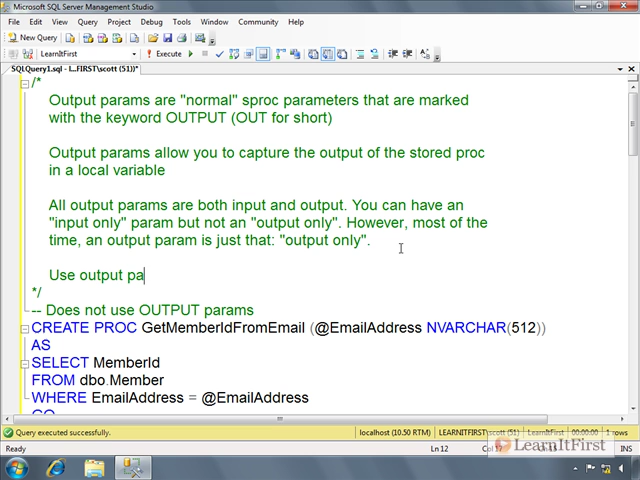 Microsoft SQL Server Management Studio
File Edit Query Project Debug Tools Window Community Help
New Query
LearnItFirst Execute
SQLQuery1.sql - l...FIRST\scott (51))*
/*
Output params are "normal" sproc parameters that are marked
with the keyword OUTPUT (OUT for short)
Output params allow you to capture the output of the stored proc
in a local variable
All output params are both input and output. You can have an
"input only" param but not an "output only". However, most of the
time, an output param is just that: "output only".
Use output pa
*/
-- Does not use OUTPUT params
CREATE PROC GetMemberIdFromEmail (@EmailAddress NVARCHAR(512))
AS
SELECT MemberId
FROM dbo.Member
WHERE EmailAddress = @EmailAddress
GO
Query executed successfully. localhost (10.50 RTM) LEARNITFIRST\scott (51) LearnItFirst 00:00:00 1 rows
Ready Ln 12 Col 17 INS
LearnItFirst